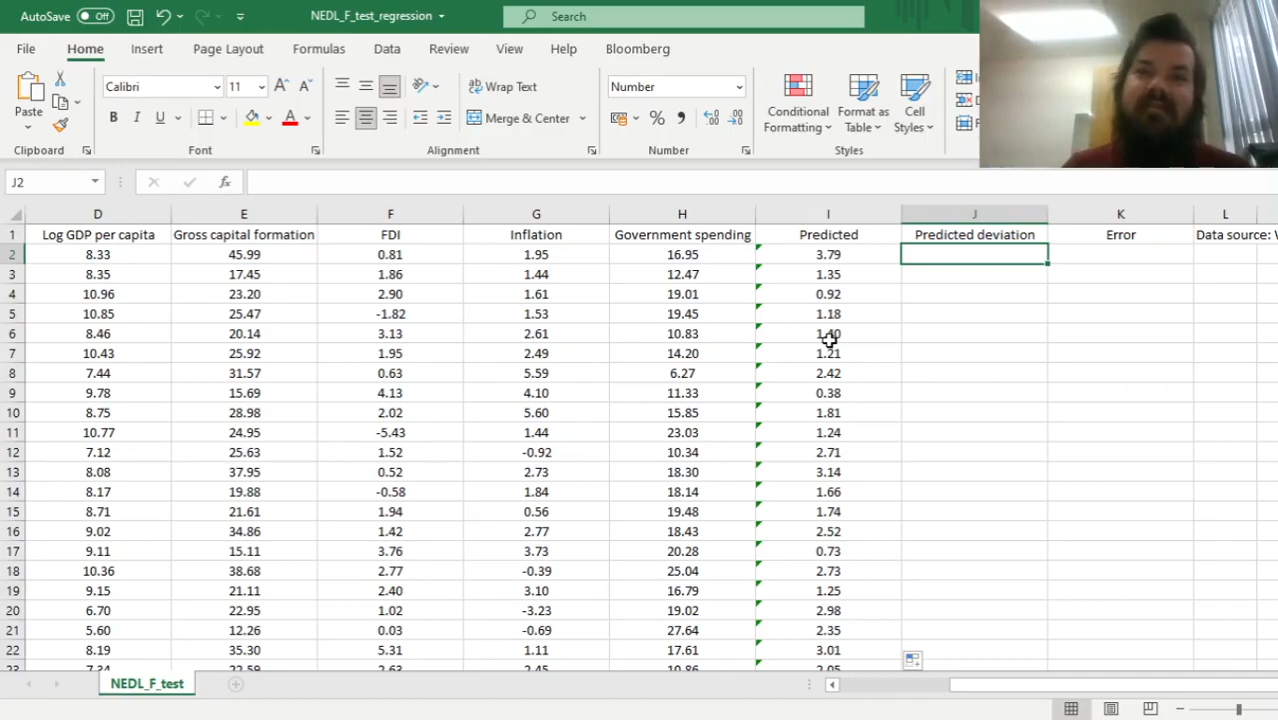 AutoSave Off NEDL_F_test_regression Search
File Home Insert Page Layout Formulas Data Review View Help Bloomberg
Calibri 11 Wrap Text Number
Paste B I U A Merge & Center % Conditional Formatting Format as Table Cell Styles
Clipboard Font Alignment Number Styles
J2 fx
D E F G H I J K L
1 Log GDP per capita Gross capital formation FDI Inflation Government spending Predicted Predicted deviation Error Data source:
2 8.33 45.99 0.81 1.95 16.95 3.79
3 8.35 17.45 1.86 1.44 12.47 1.35
4 10.96 23.20 2.90 1.61 19.01 0.92
5 10.85 25.47 -1.82 1.53 19.45 1.18
6 8.46 20.14 3.13 2.61 10.83 1.40
7 10.43 25.92 1.95 2.49 14.20 1.21
8 7.44 31.57 0.63 5.59 6.27 2.42
9 9.78 15.69 4.13 4.10 11.33 0.38
10 8.75 28.98 2.02 5.60 15.85 1.81
11 10.77 24.95 -5.43 1.44 23.03 1.24
12 7.12 25.63 1.52 -0.92 10.34 2.71
13 8.08 37.95 0.52 2.73 18.30 3.14
14 8.17 19.88 -0.58 1.84 18.14 1.66
15 8.71 21.61 1.94 0.56 19.48 1.74
16 9.02 34.86 1.42 2.77 18.43 2.52
17 9.11 15.11 3.76 3.73 20.28 0.73
18 10.36 38.68 2.77 -0.39 25.04 2.73
19 9.15 21.11 2.40 3.10 16.79 1.25
20 6.70 22.95 1.02 -3.23 19.02 2.98
21 5.60 12.26 0.03 -0.69 27.64 2.35
22 8.19 35.30 5.31 1.11 17.61 3.01
23 7.34 22.59 2.63 2.45 10.86 2.05
NEDL_F_test